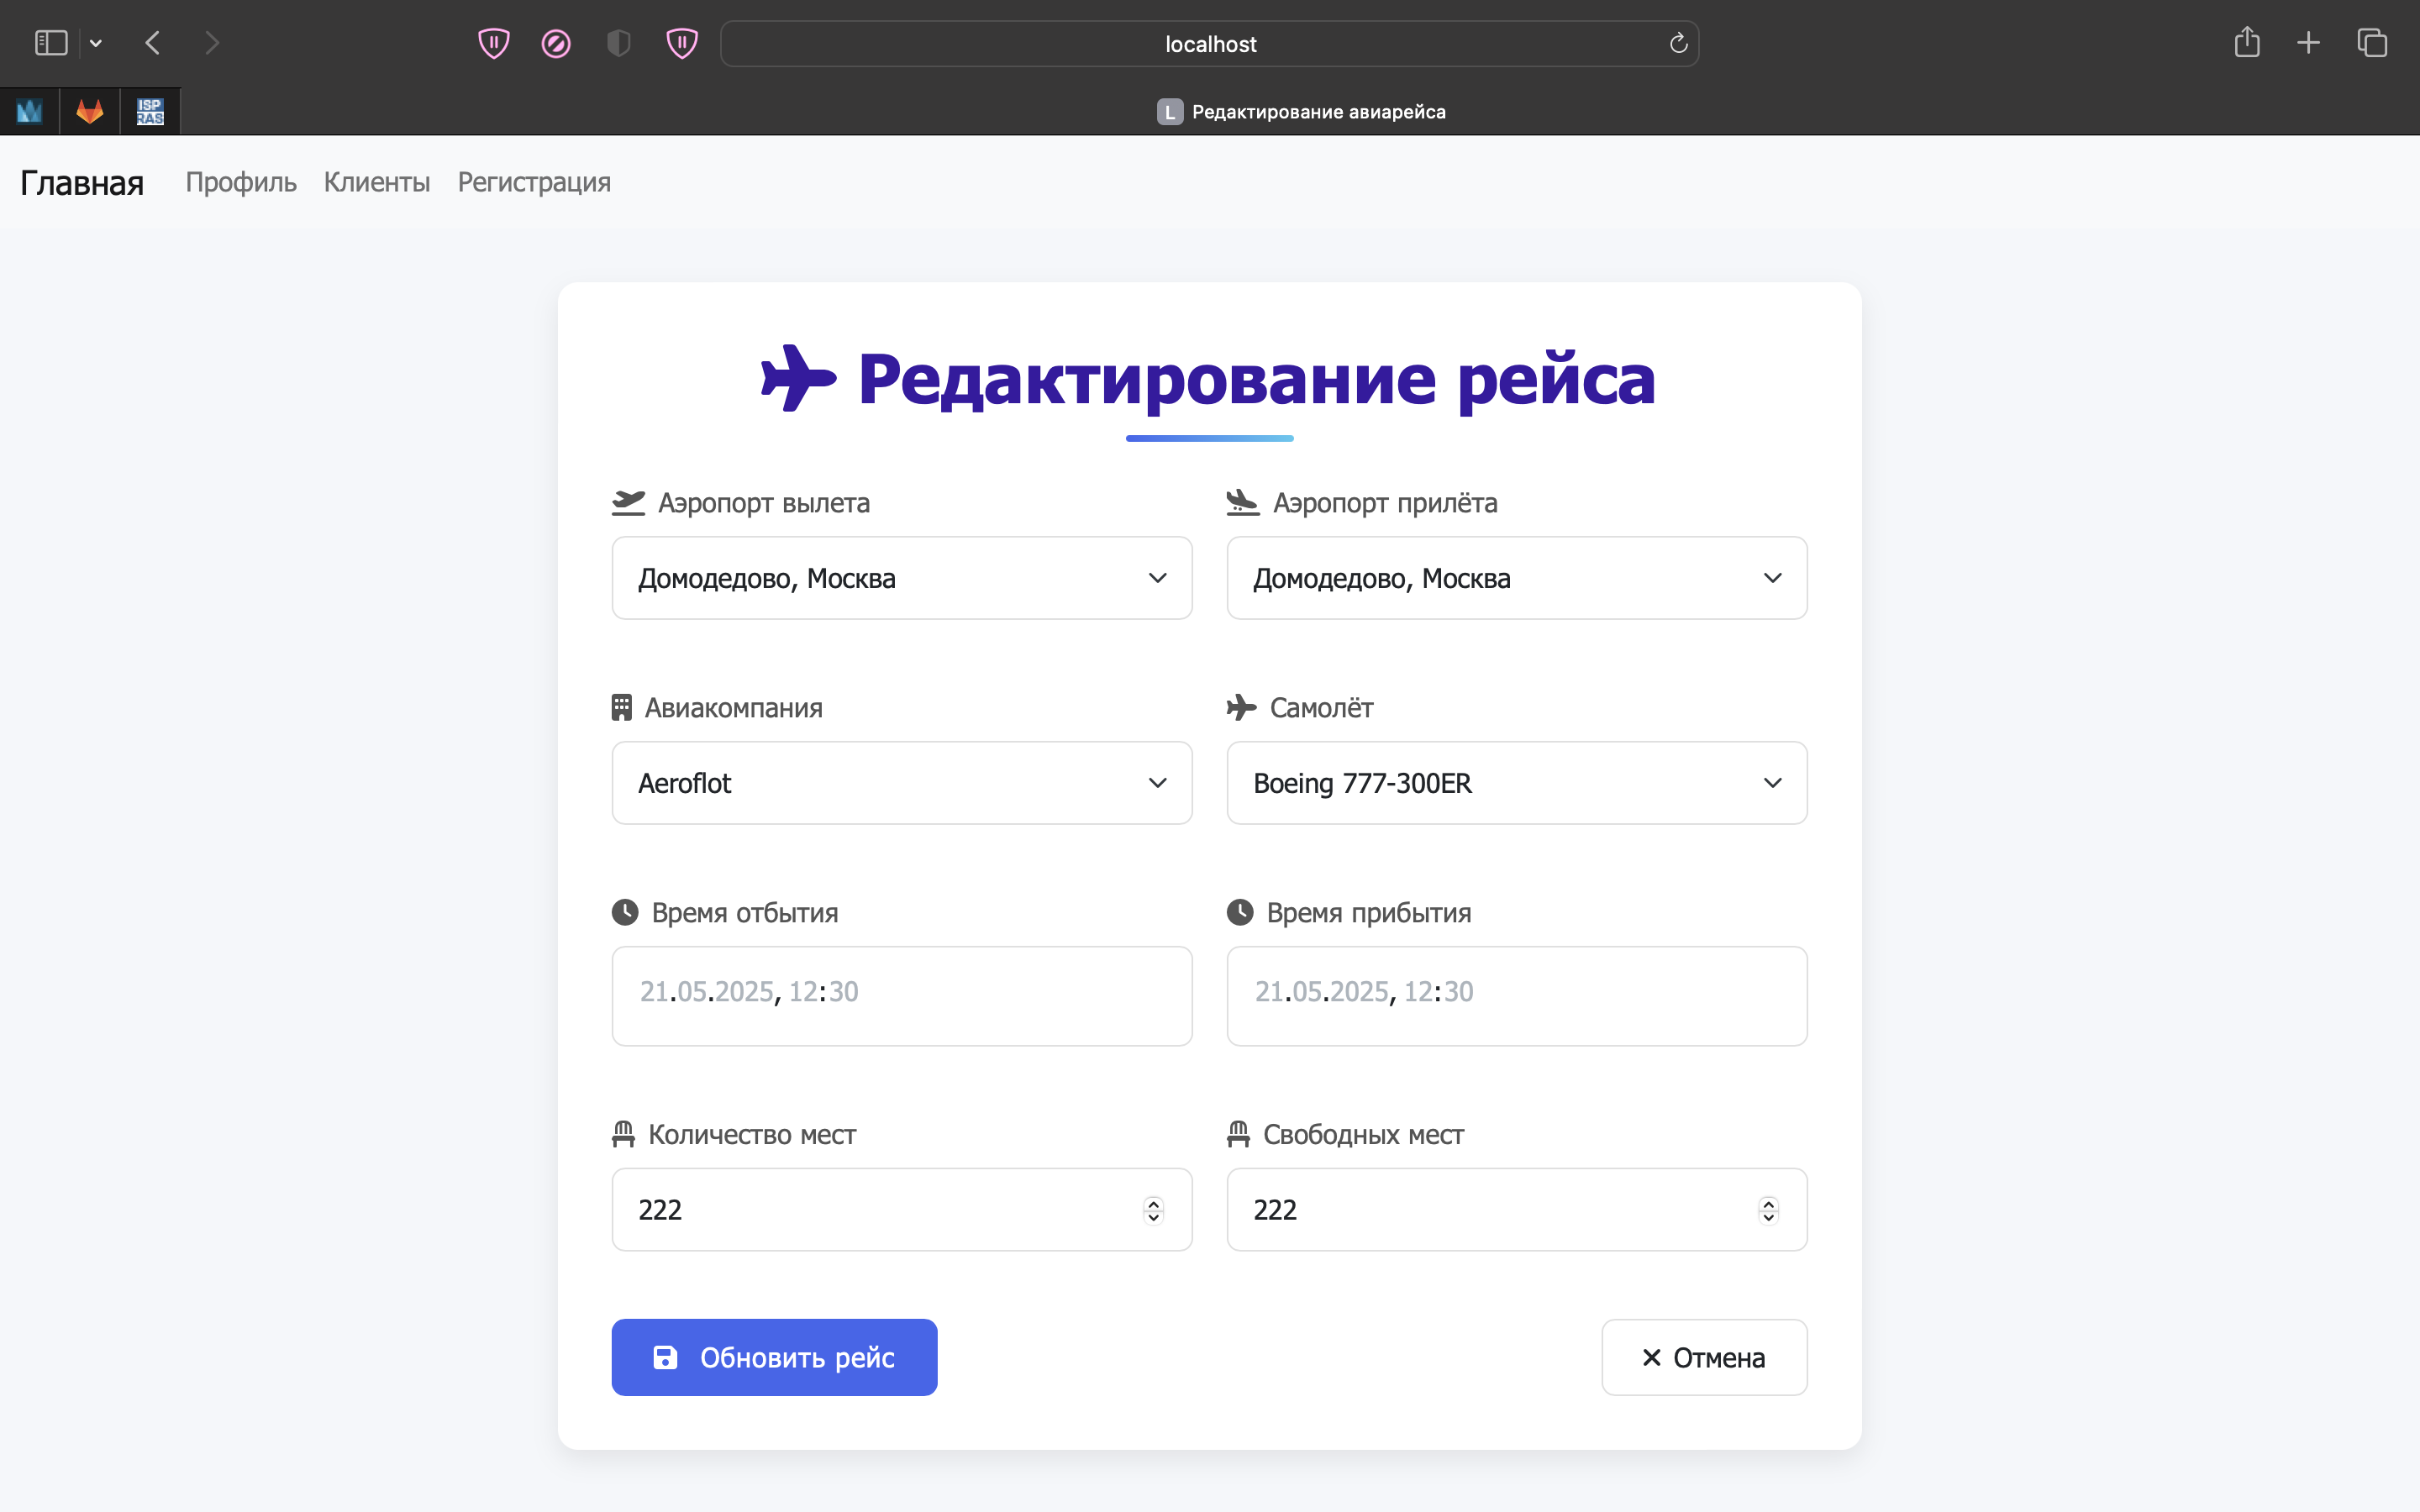 localhost
ISP
RAS
L Редактирование авиарейса
Главная Профиль Клиенты Регистрация
Редактирование рейса
Аэропорт вылета Аэропорт прилёта
Домодедово, Москва Домодедово, Москва
Авиакомпания Самолёт
Aeroflot Boeing 777-300ER
Время отбытия Время прибытия
21.05.2025, 12:30 21.05.2025, 12:30
Количество мест Свободных мест
222 222
Обновить рейс Отмена